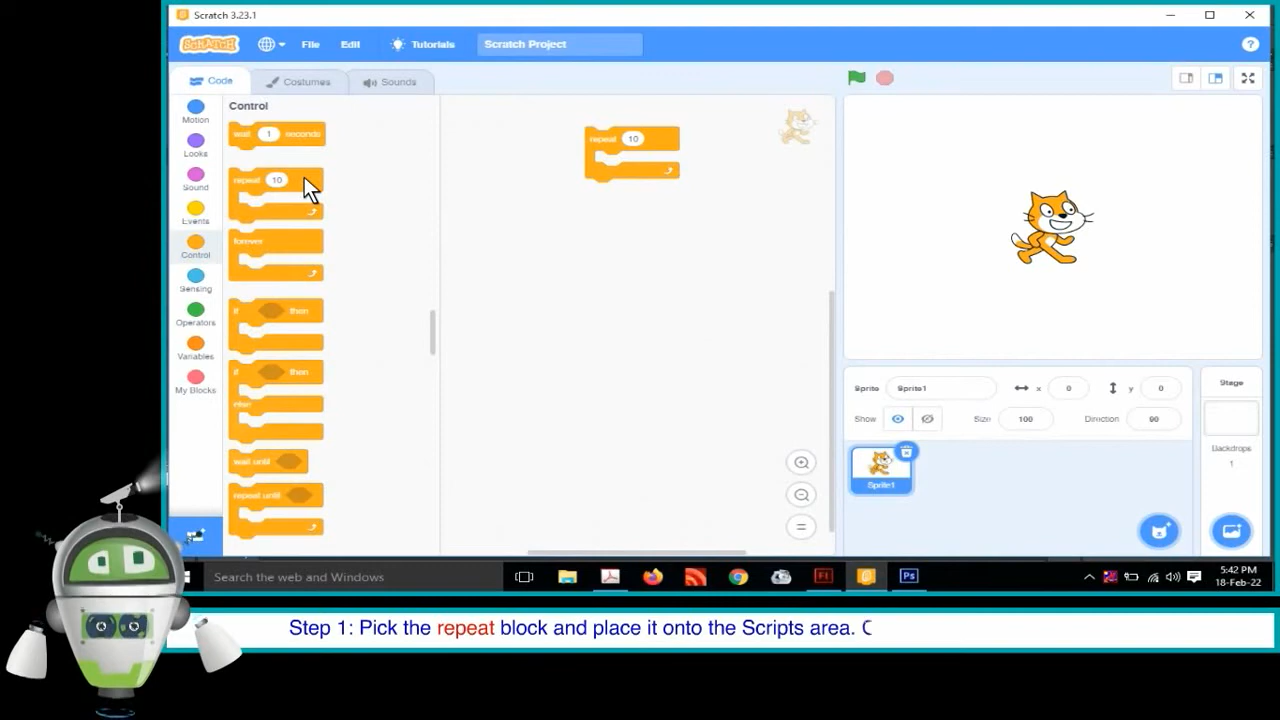 Scratch 3.23.1
SCRATCH
File
Edit
Tutorials
Scratch Project
?
Code
Costumes
Sounds
Motion
Looks
Sound
Events
Control
Sensing
Operators
Variables
My Blocks
Control
wait 1 seconds
repeat 10
forever
if then
if then
else
wait until
repeat until
repeat 10
Sprite Sprite1 x 0 y 0
Show Size 100 Direction 90
Sprite1
Stage
Backdrops
1
Search the web and Windows
Fl
Ps
5:42 PM
18-Feb-22
Step 1: Pick the repeat block and place it onto the Scripts area. C